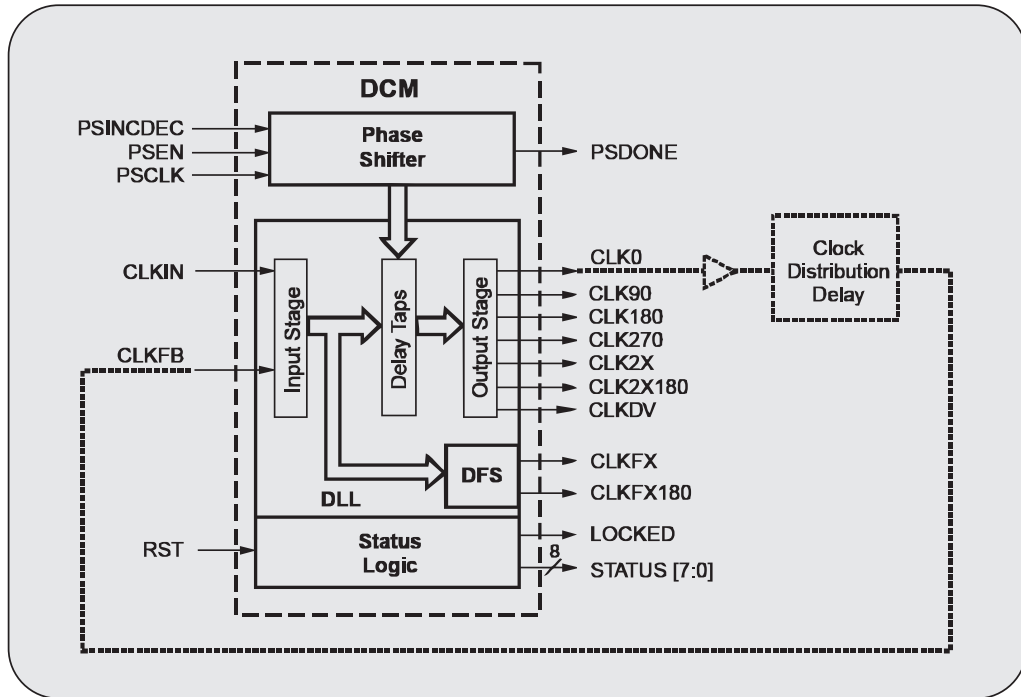 DCM
PSINCDEC
PSEN
PSCLK
Phase
Shifter
PSDONE
CLKIN
CLKFB
Input Stage
Delay Taps
Output Stage
CLK0
CLK90
CLK180
CLK270
CLK2X
CLK2X180
CLKDV
Clock
Distribution
Delay
DFS
DLL
CLKFX
CLKFX180
RST
Status
Logic
LOCKED
8
STATUS [7:0]